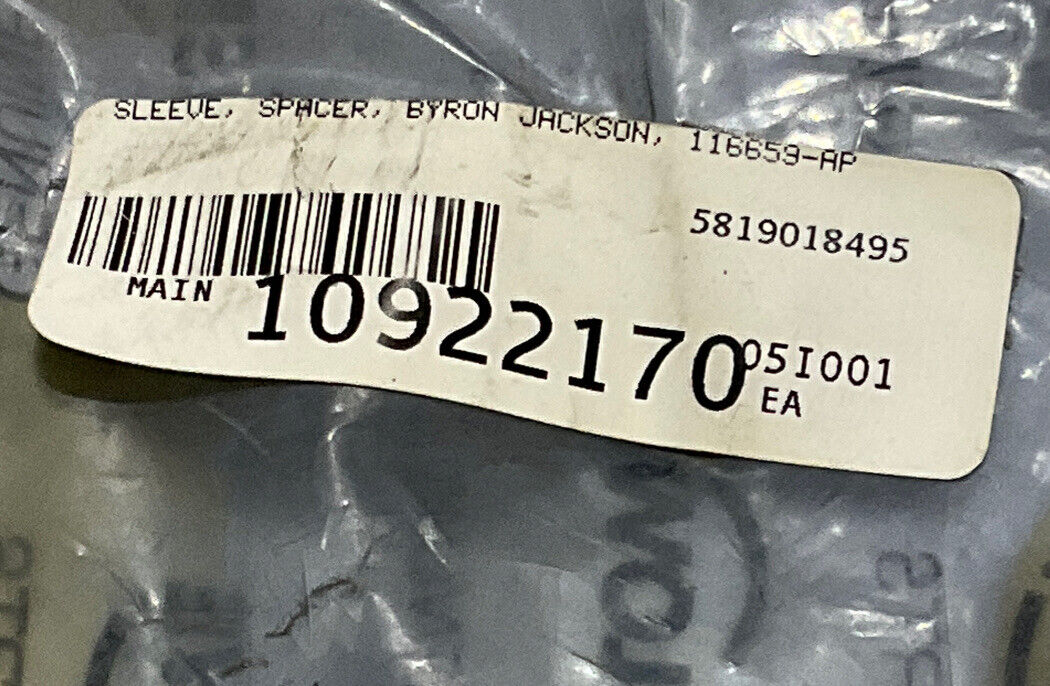 SLEEVE, SPACER, BYRON JACKSON, 116659-AP
5819018495
MAIN 10922170 05I001
EA